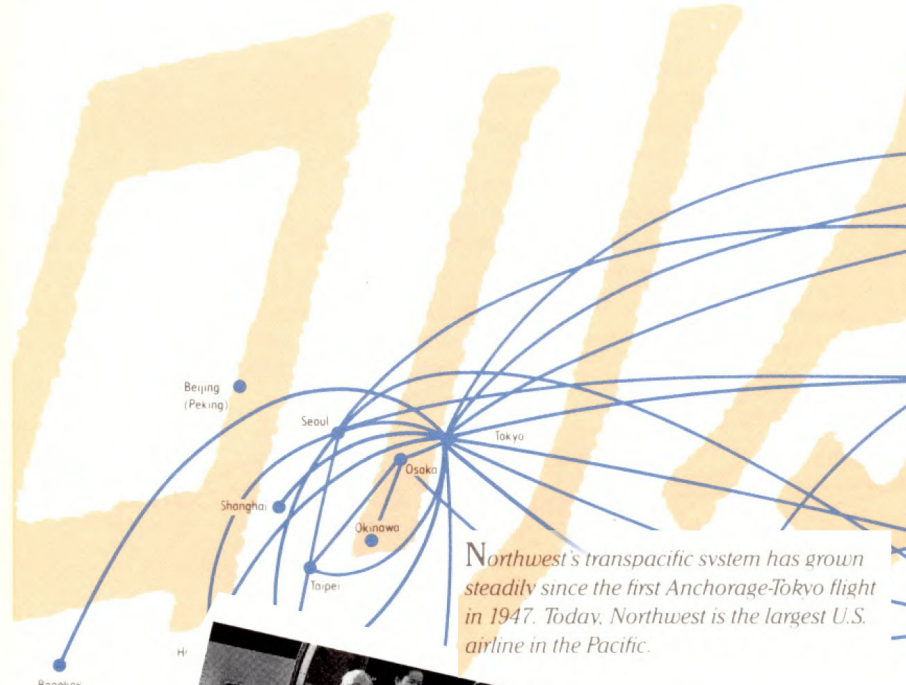 Beijing
(Peking)
Seoul
Tokyo
Osaka
Shanghai
Okinawa
Taipei
Northwest's transpacific system has grown
steadily since the first Anchorage-Tokyo flight
in 1947. Today, Northwest is the largest U.S.
airline in the Pacific.